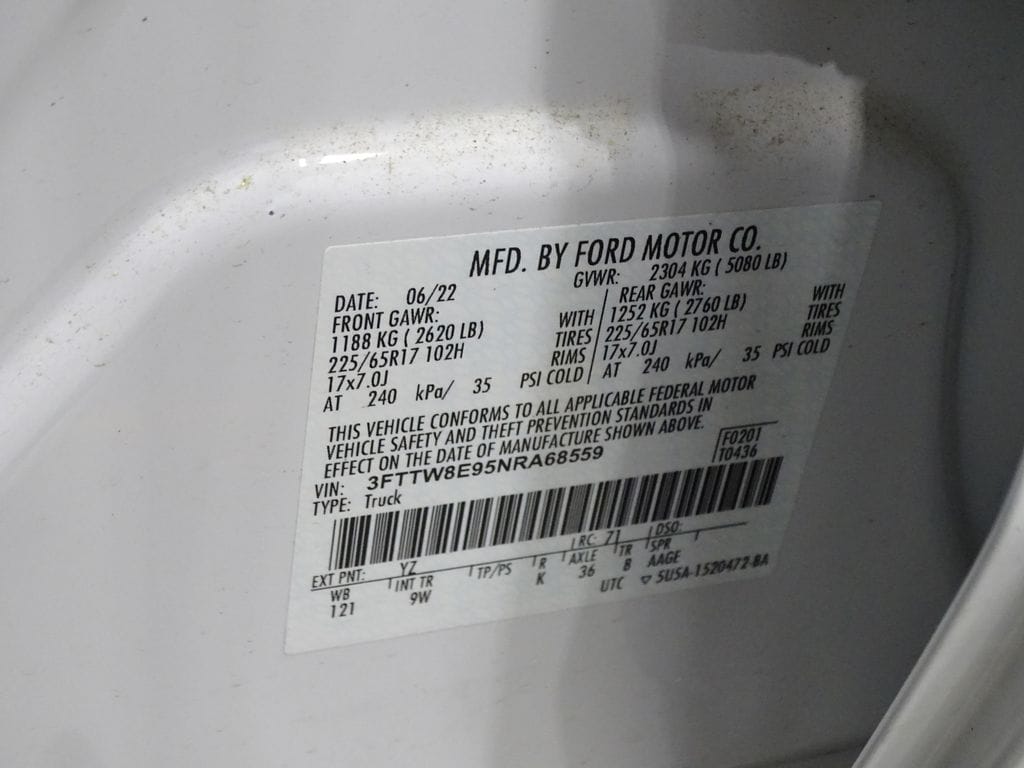 MFD. BY FORD MOTOR CO.
DATE: 06/22 GVWR: 2304 KG ( 5080 LB)
FRONT GAWR: REAR GAWR:
1188 KG ( 2620 LB) WITH 1252 KG ( 2760 LB) WITH
225/65R17 102H TIRES 225/65R17 102H TIRES
17x7.0J RIMS 17x7.0J RIMS
AT 240 kPa/ 35 PSI COLD AT 240 kPa/ 35 PSI COLD
THIS VEHICLE CONFORMS TO ALL APPLICABLE FEDERAL MOTOR
VEHICLE SAFETY AND THEFT PREVENTION STANDARDS IN
EFFECT ON THE DATE OF MANUFACTURE SHOWN ABOVE.
F0201
VIN: 3FTTW8E95NRA68559
T0436
TYPE: Truck
EXT PNT: YZ RC: 71 DSO:
WB INT TR TP/PS R AXLE TR SPR
121 9W K 36 B AAGE
UTC ▽ 5USA-1520472-BA